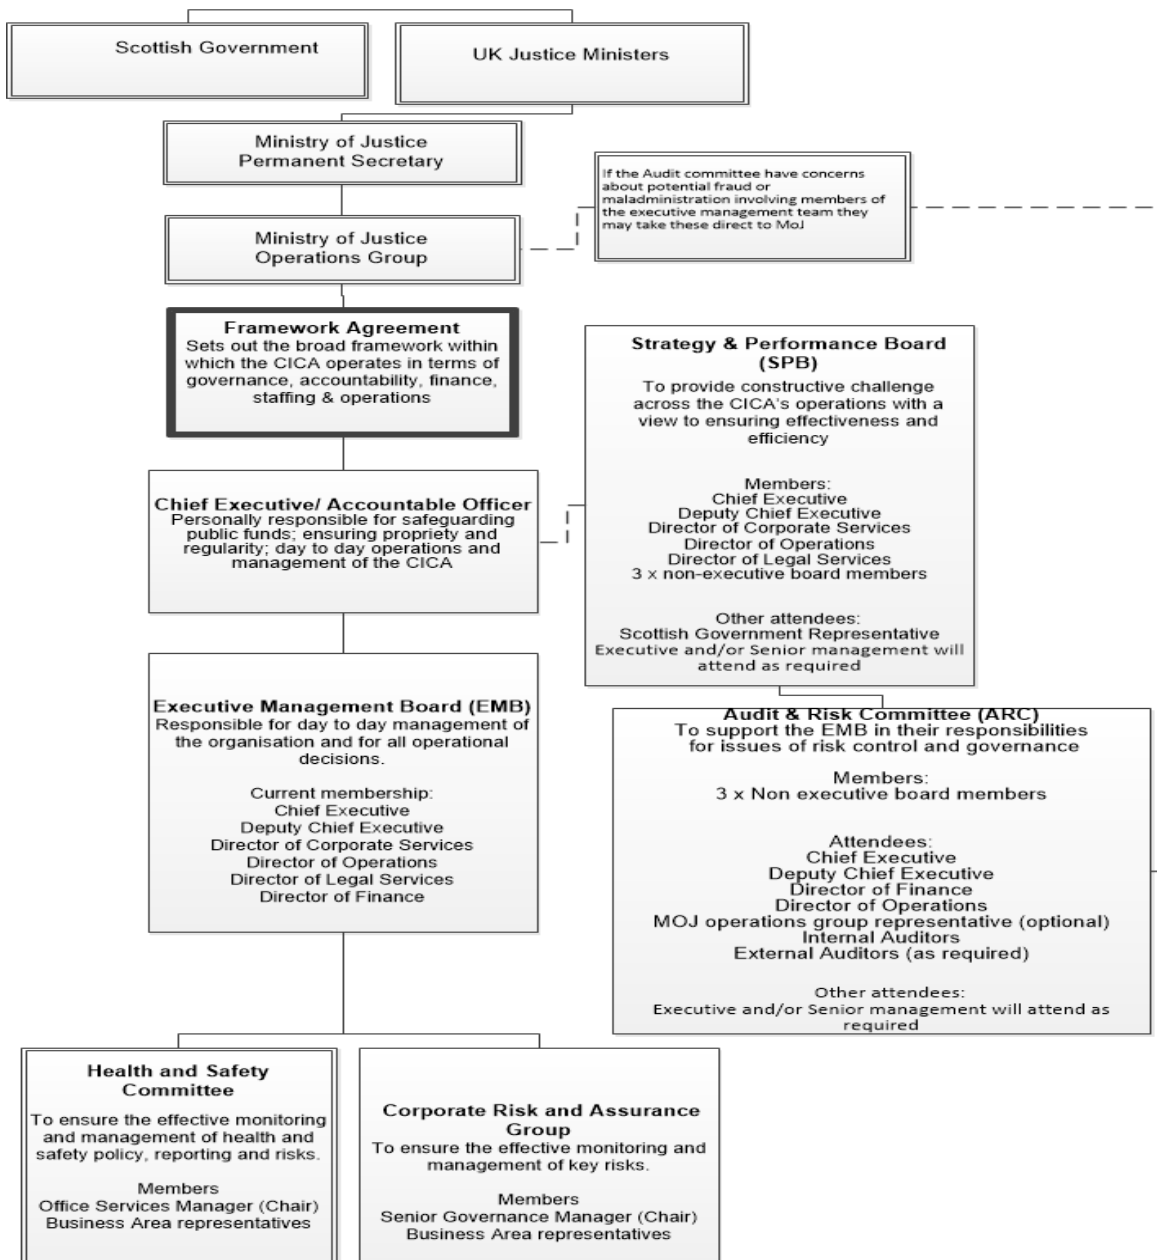 Scottish Government
UK Justice Ministers
Ministry of Justice
Permanent Secretary
If the Audit committee have concerns
about potential fraud or
maladministration involving members of
the executive management team they
may take these direct to MoJ
Ministry of Justice
Operations Group
Framework Agreement
Sets out the broad framework within
which the CICA operates in terms of
governance, accountability, finance,
staffing & operations
Strategy & Performance Board
(SPB)
To provide constructive challenge
across the CICA's operations with a
view to ensuring effectiveness and
efficiency
Members:
Chief Executive
Deputy Chief Executive
Director of Corporate Services
Director of Operations
Director of Legal Services
3 x non-executive board members
Other attendees:
Scottish Government Representative
Executive and/or Senior management will
attend as required
Chief Executive/ Accountable Officer
Personally responsible for safeguarding
public funds; ensuring propriety and
regularity; day to day operations and
management of the CICA
Executive Management Board (EMB)
Responsible for day to day management of
the organisation and for all operational
decisions.
Current membership:
Chief Executive
Deputy Chief Executive
Director of Corporate Services
Director of Operations
Director of Legal Services
Director of Finance
Audit & Risk Committee (ARC)
To support the EMB in their responsibilities
for issues of risk control and governance
Members:
3 x Non executive board members
Attendees:
Chief Executive
Deputy Chief Executive
Director of Finance
Director of Operations
MOJ operations group representative (optional)
Internal Auditors
External Auditors (as required)
Other attendees:
Executive and/or Senior management will attend as
required
Health and Safety
Committee
To ensure the effective monitoring
and management of health and
safety policy, reporting and risks.
Members
Office Services Manager (Chair)
Business Area representatives
Corporate Risk and Assurance
Group
To ensure the effective monitoring and
management of key risks.
Members
Senior Governance Manager (Chair)
Business Area representatives